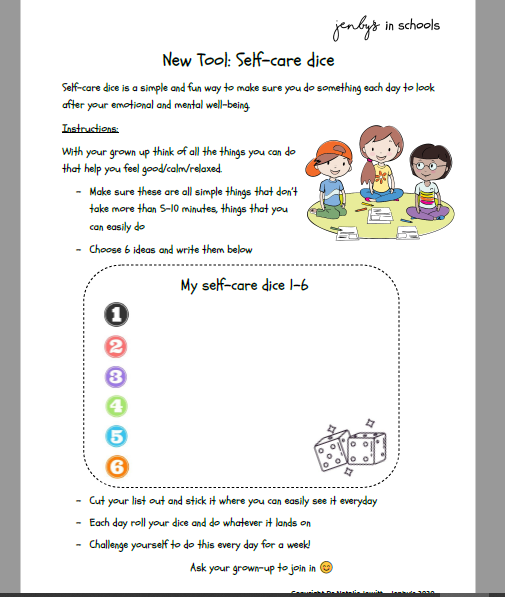 jenbys in schools
New Tool: Self-care dice
Self-care dice is a simple and fun way to make sure you do something each day to look
after your emotional and mental well-being.
Instructions:
With your grown up think of all the things you can do
that help you feel good/calm/relaxed.
- Make sure these are all simple things that don't
take more than 5-10 minutes, things that you
can easily do
- Choose 6 ideas and write them below
My self-care dice 1-6
1
2
3
4
5
6
- Cut your list out and stick it where you can easily see it everyday
- Each day roll your dice and do whatever it lands on
- Challenge yourself to do this every day for a week!
Ask your grown-up to join in 😊